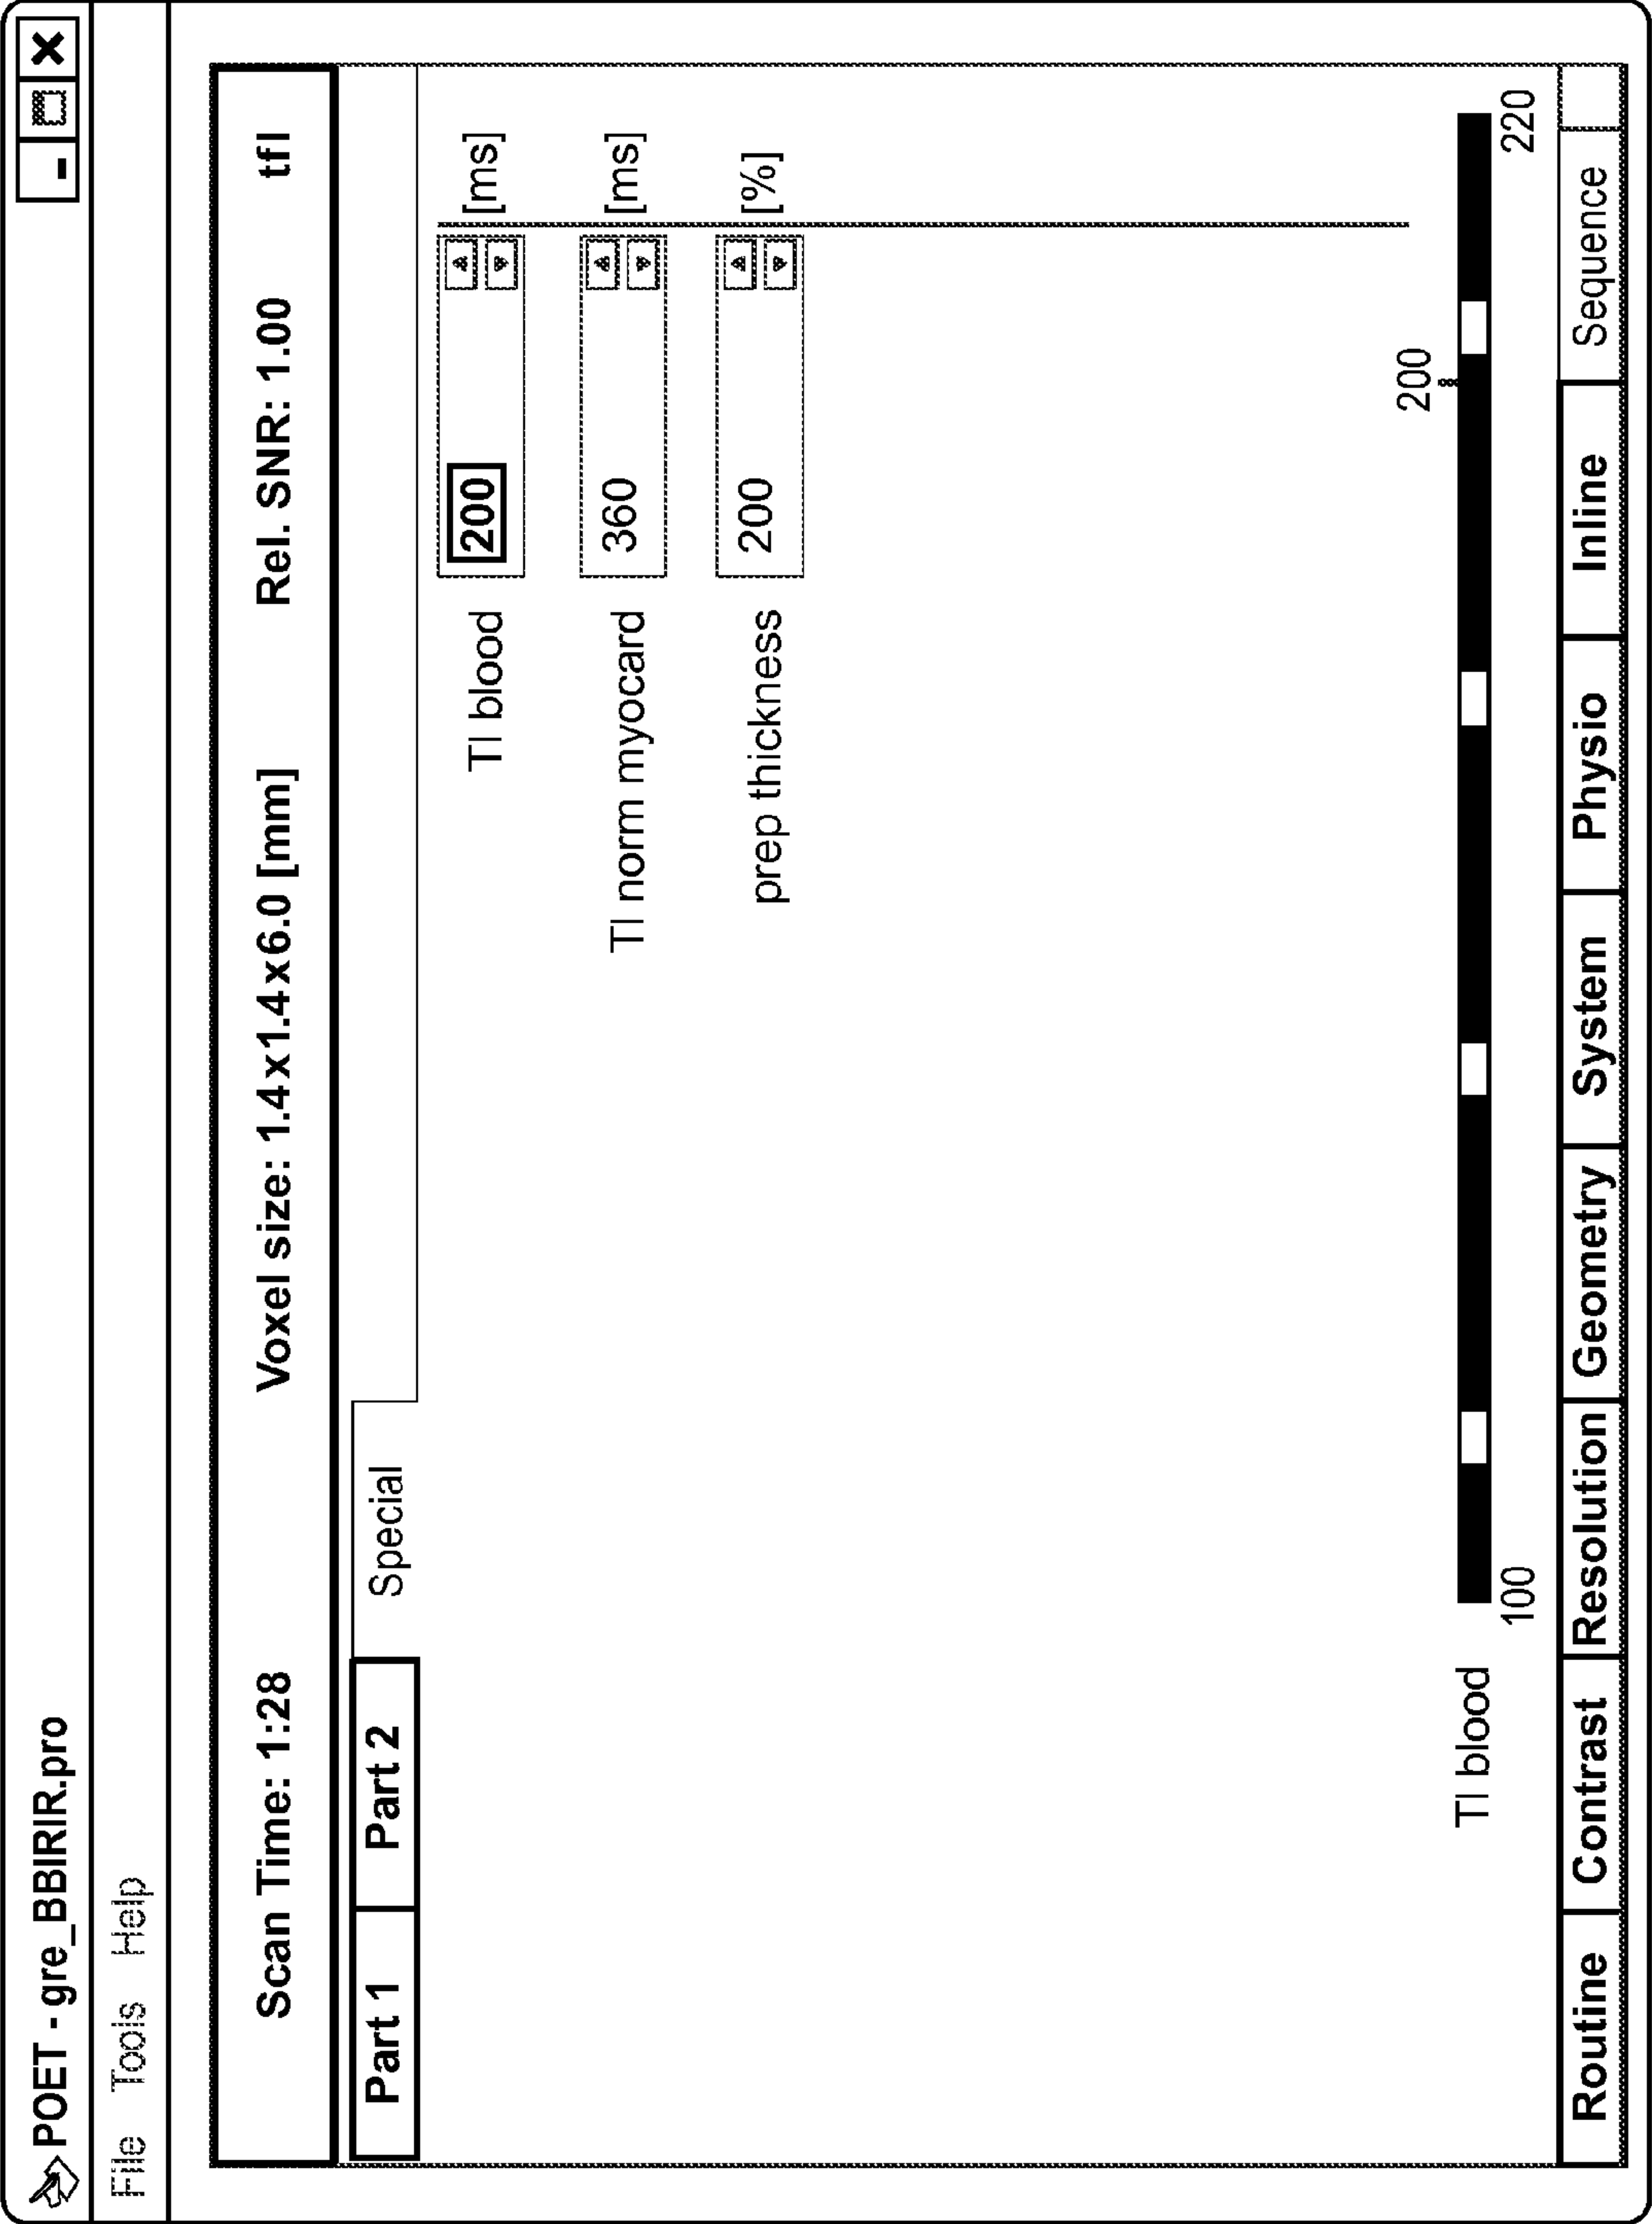 POET - gre_BBIRIR.pro
File Tools Help
Scan Time: 1:28 Voxel size: 1.4x1.4x6.0 [mm] Rel. SNR: 1.00 tfl
Part 1 Part 2 Special
TI blood 200 [ms]
TI norm myocard 360 [ms]
prep thickness 200 [%]
200
TI blood
100 220
Routine Contrast Resolution Geometry System Physio Inline Sequence